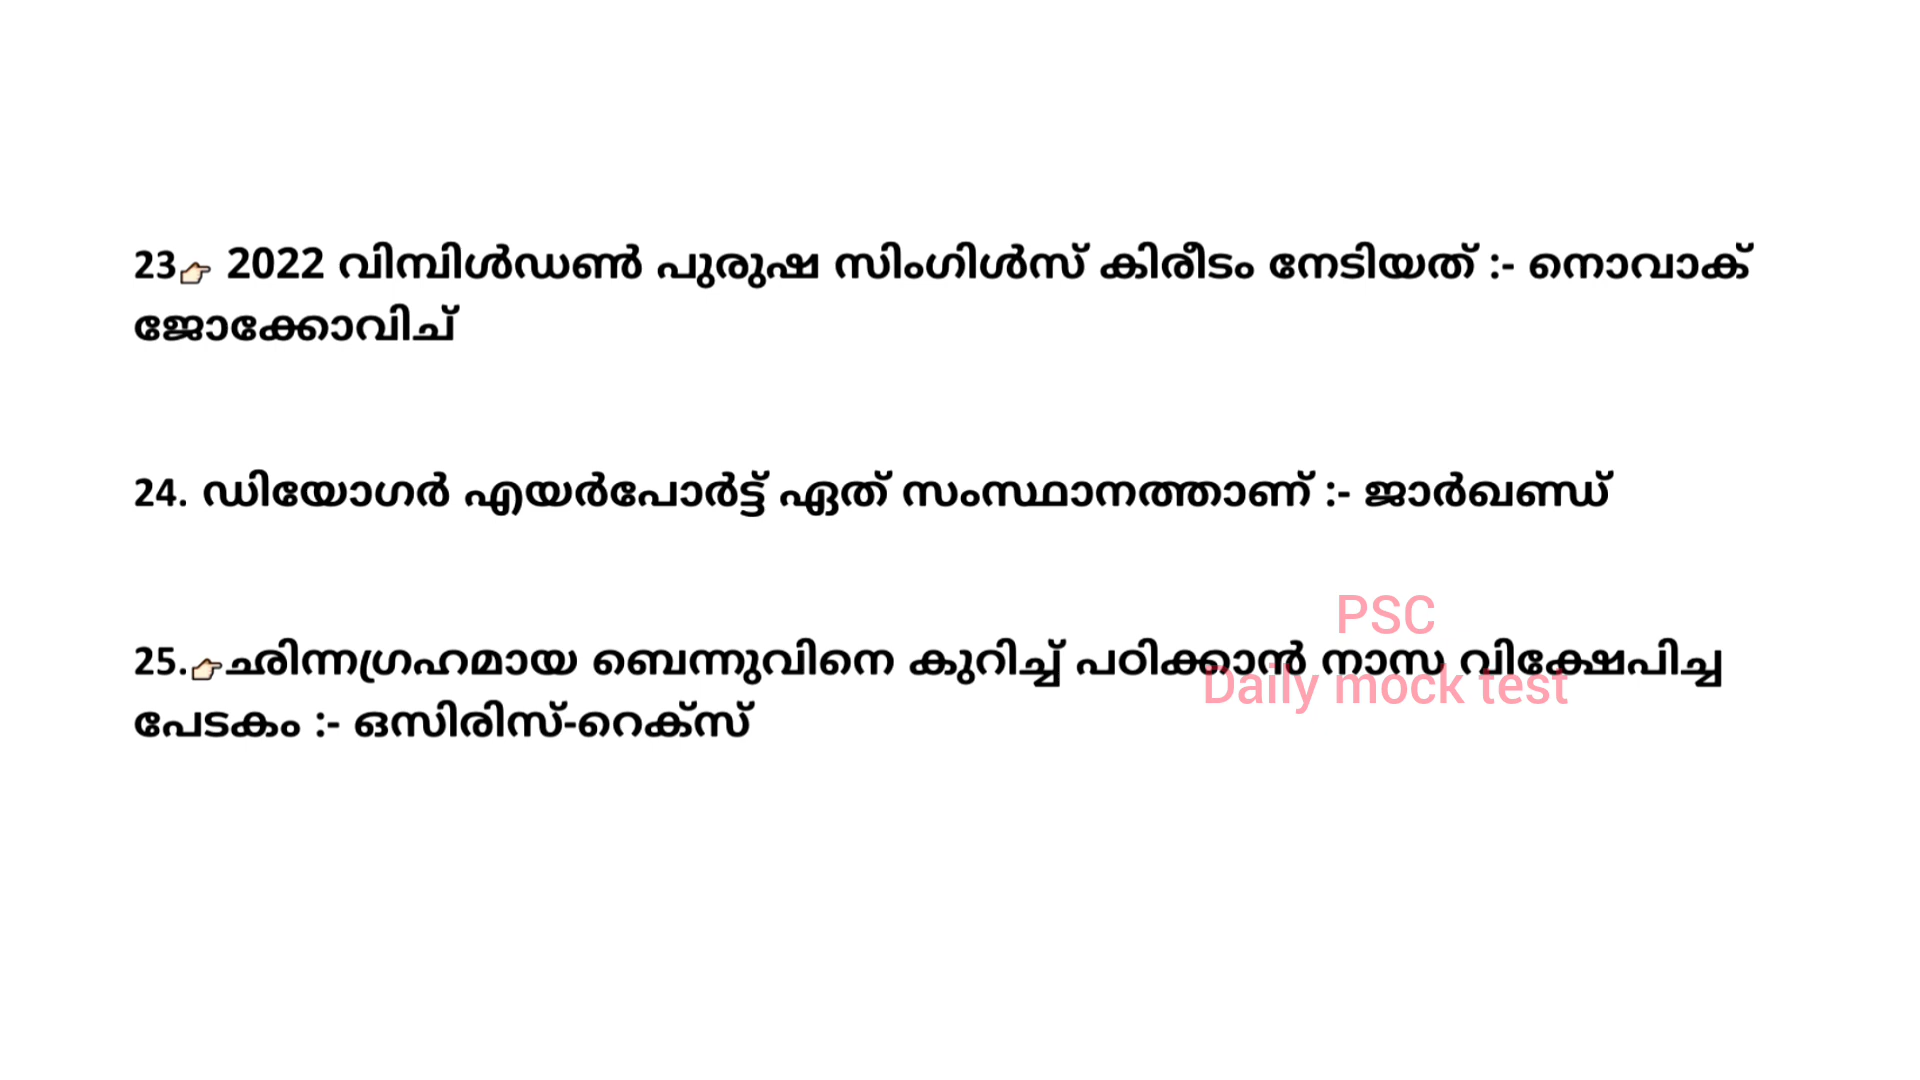 23👉 2022 വിമ്പിൾഡൺ പുരുഷ സിംഗിൾസ് കിരീടം നേടിയത് :- നൊവാക്
ജോക്കോവിച്
24. ഡിയോഗർ എയർപോർട്ട് ഏത് സംസ്ഥാനത്താണ് :- ജാർഖണ്ഡ്
PSC
25.👉ഛിന്നഗ്രഹമായ ബെന്നുവിനെ കുറിച്ച് പഠിക്കാൻ നാസ വിക്ഷേപിച്ച
Daily mock test
പേടകം :- ഒസിരിസ്-റെക്സ്